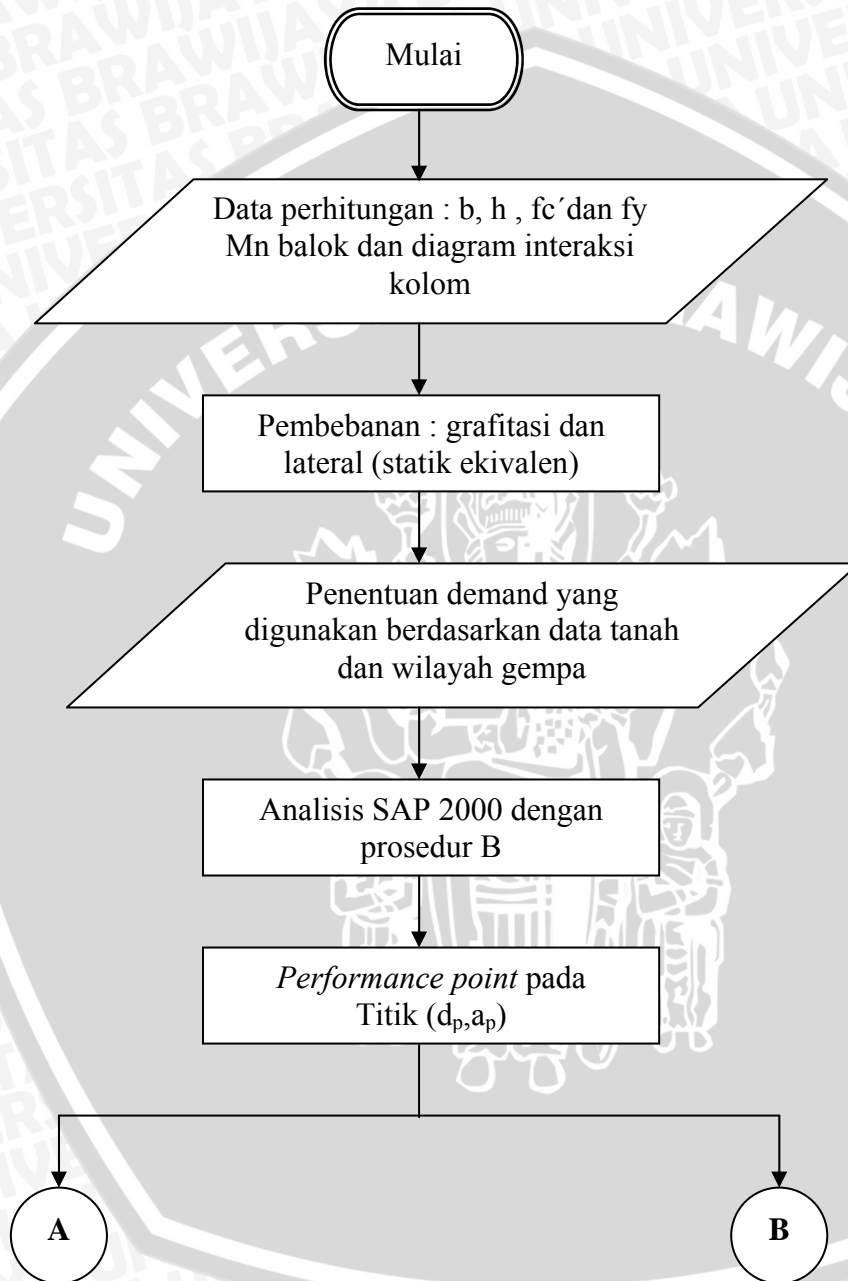 Mulai
Data perhitungan : b, h , fc´dan fy
Mn balok dan diagram interaksi
kolom
Pembebanan : grafitasi dan
lateral (statik ekivalen)
Penentuan demand yang
digunakan berdasarkan data tanah
dan wilayah gempa
Analisis SAP 2000 dengan
prosedur B
Performance point pada
Titik (dp,ap)
A
B